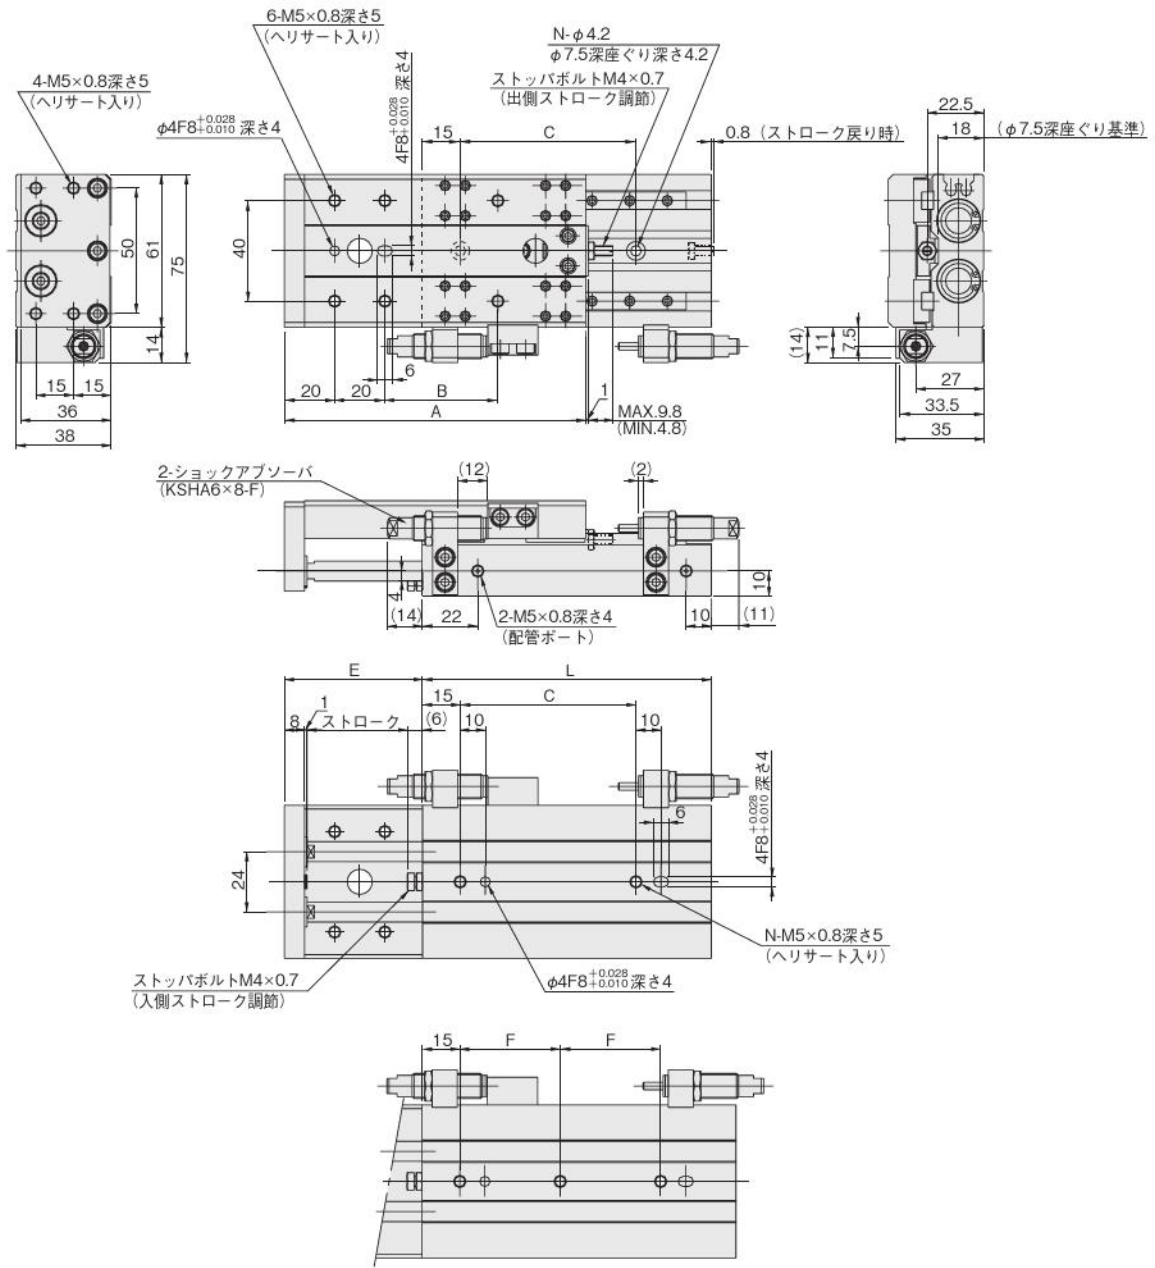 6-M5×0.8深さ5
(ヘリサート入り)
4-M5×0.8深さ5
(ヘリサート入り)
φ4F8+0.028+0.010 深さ4
4F8+0.028+0.010 深さ4
N-φ4.2
φ7.5深座ぐり深さ4.2
ストッパボルトM4×0.7
(出側ストローク調節)
15
C
0.8(ストローク戻り時)
22.5
18
(φ7.5深座ぐり基準)
50
61
75
14
15
15
36
38
40
6
20
20
B
A
1
MAX.9.8
(MIN.4.8)
(14)
11
7.5
27
33.5
35
2-ショックアブソーバ
(KSHA6×8-F)
(12)
(2)
4
(14)
22
2-M5×0.8深さ4
(配管ポート)
10
10
(11)
E
L
8
1
ストローク
(6)
15
C
10
10
4F8+0.028+0.010 深さ4
6
24
N-M5×0.8深さ5
(ヘリサート入り)
ストッパボルトM4×0.7
(入側ストローク調節)
φ4F8+0.028+0.010 深さ4
15
F
F